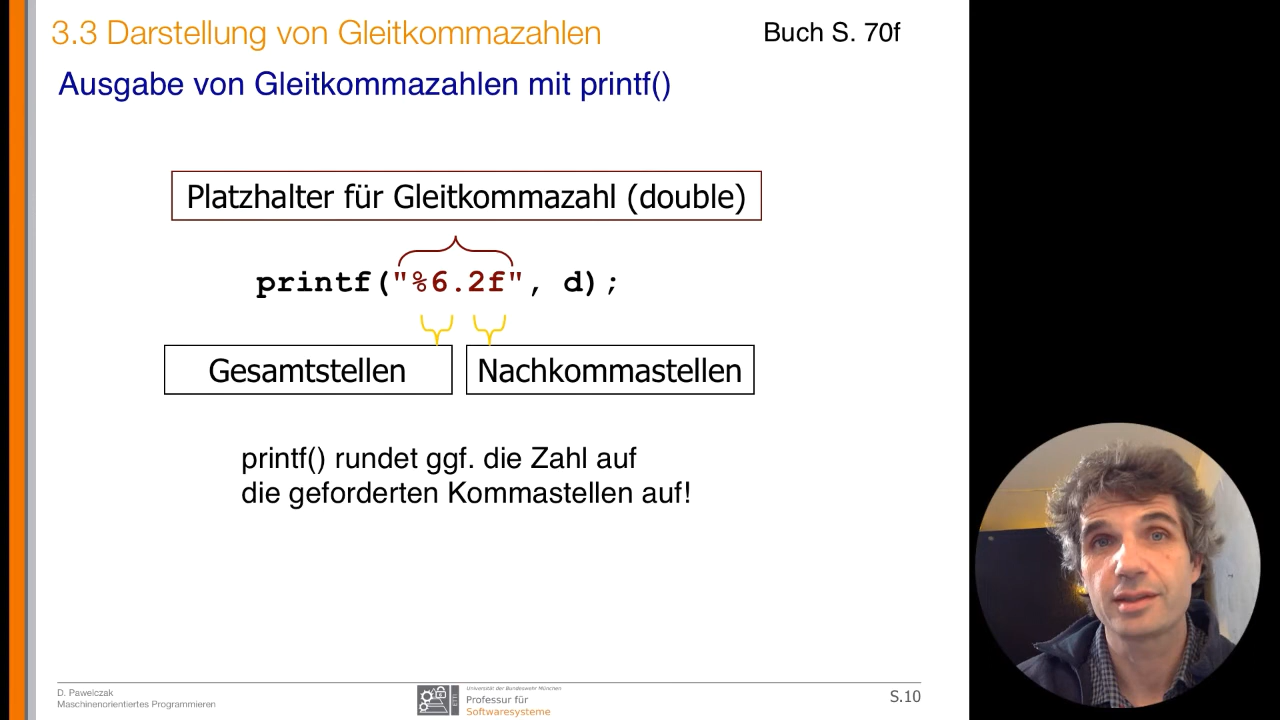 3.3 Darstellung von Gleitkommazahlen
Buch S. 70f
Ausgabe von Gleitkommazahlen mit printf()
Platzhalter für Gleitkommazahl (double)
printf("%6.2f", d);
Gesamtstellen
Nachkommastellen
printf() rundet ggf. die Zahl auf
die geforderten Kommastellen auf!
D. Pawelczak
Maschinenorientiertes Programmieren
Universität der Bundeswehr München
Professur für
Softwaresysteme
S.10